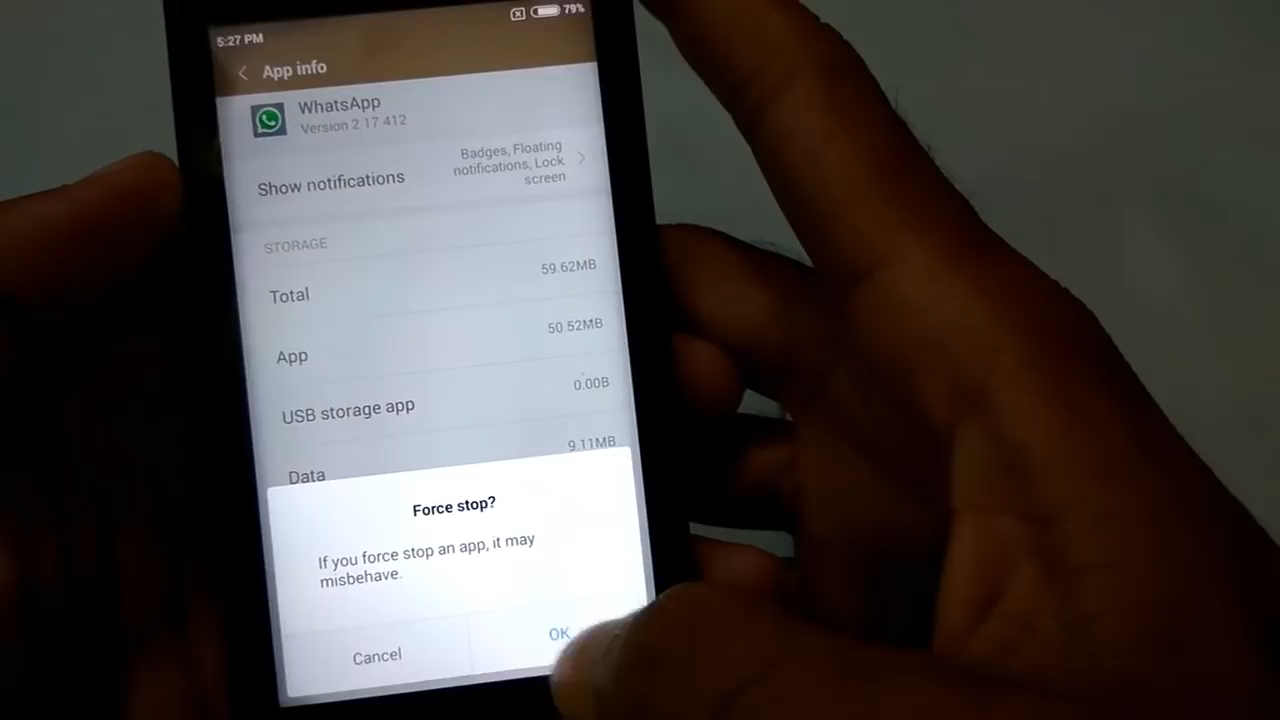 5:27 PM
79%
App info
WhatsApp
Version 2.17.412
Show notifications
Badges, Floating
notifications, Lock
screen
STORAGE
Total
59.62MB
App
50.52MB
USB storage app
0.00B
Data
9.11MB
Force stop?
If you force stop an app, it may
misbehave.
Cancel
OK